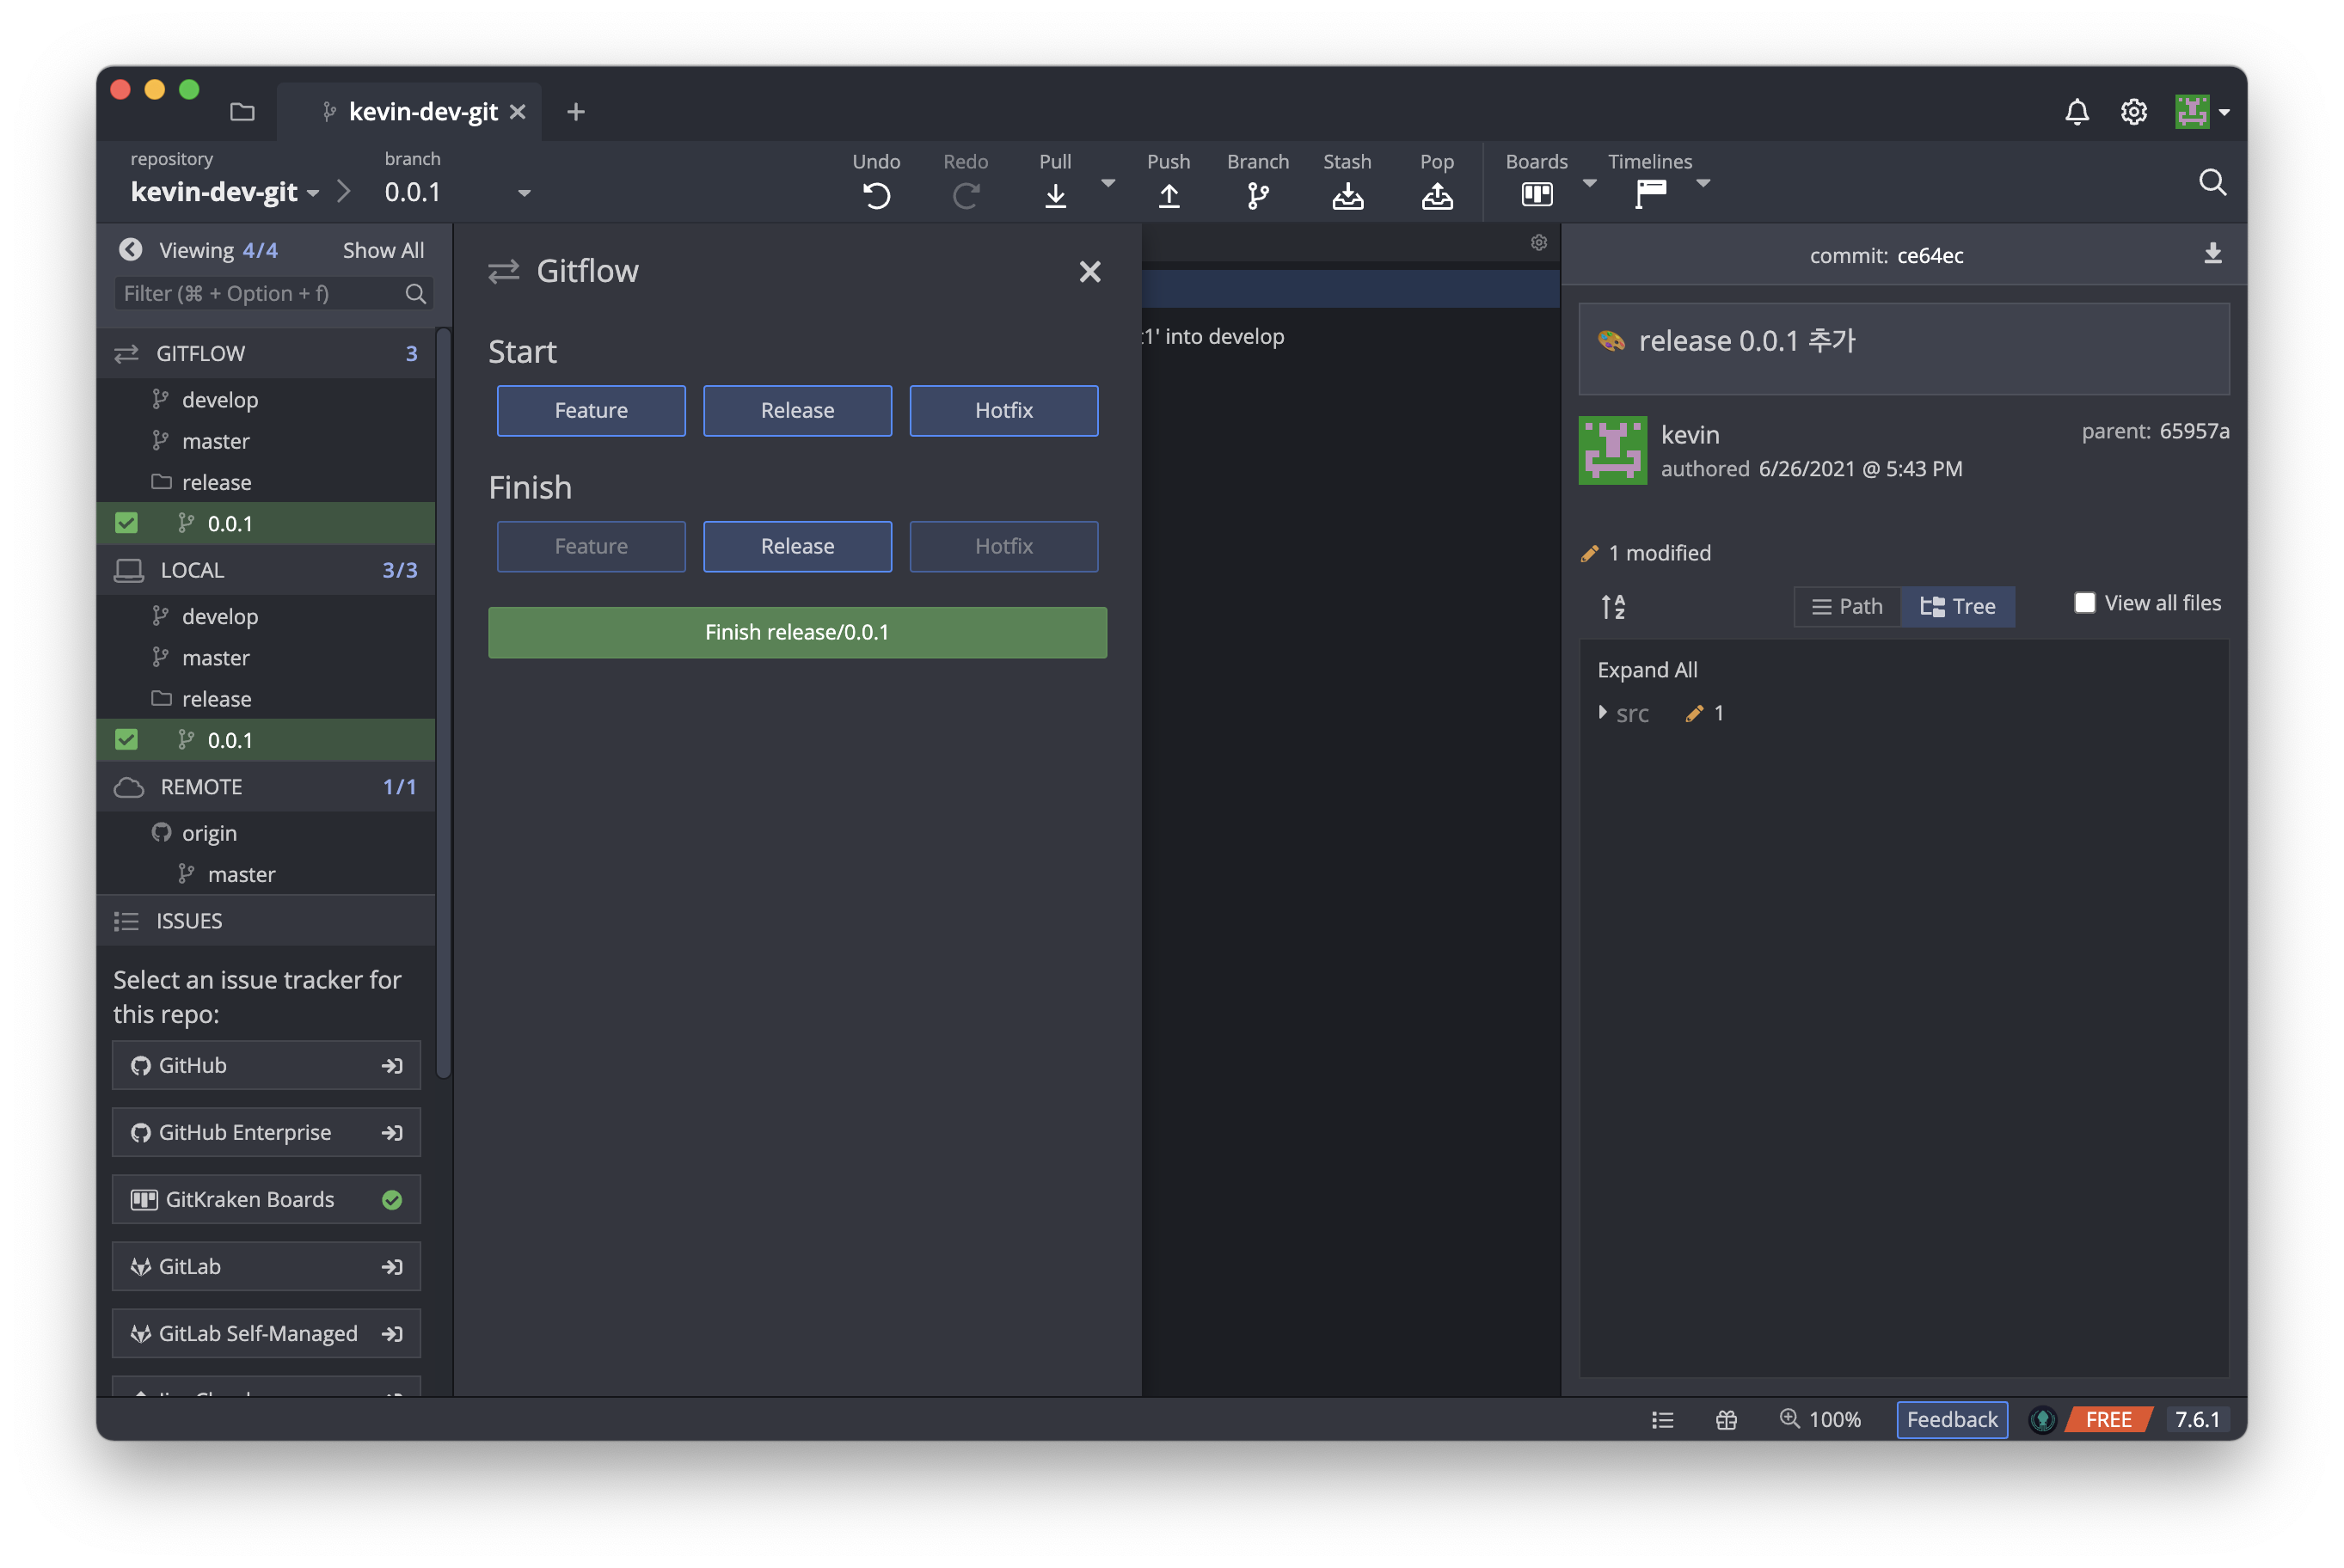 kevin-dev-git
repository
kevin-dev-git
branch
0.0.1
Undo
Redo
Pull
Push
Branch
Stash
Pop
Boards
Timelines
Viewing 4/4
Show All
Filter (⌘ + Option + f)
GITFLOW 3
develop
master
release
0.0.1
LOCAL 3/3
develop
master
release
0.0.1
REMOTE 1/1
origin
master
ISSUES
Select an issue tracker for
this repo:
GitHub
GitHub Enterprise
GitKraken Boards
GitLab
GitLab Self-Managed
Gitflow
Start
Feature
Release
Hotfix
Finish
Feature
Release
Hotfix
Finish release/0.0.1
1' into develop
commit: ce64ec
🎨 release 0.0.1 추가
kevin
authored 6/26/2021 @ 5:43 PM
parent: 65957a
1 modified
Path
Tree
View all files
Expand All
src 1
100%
Feedback
FREE
7.6.1